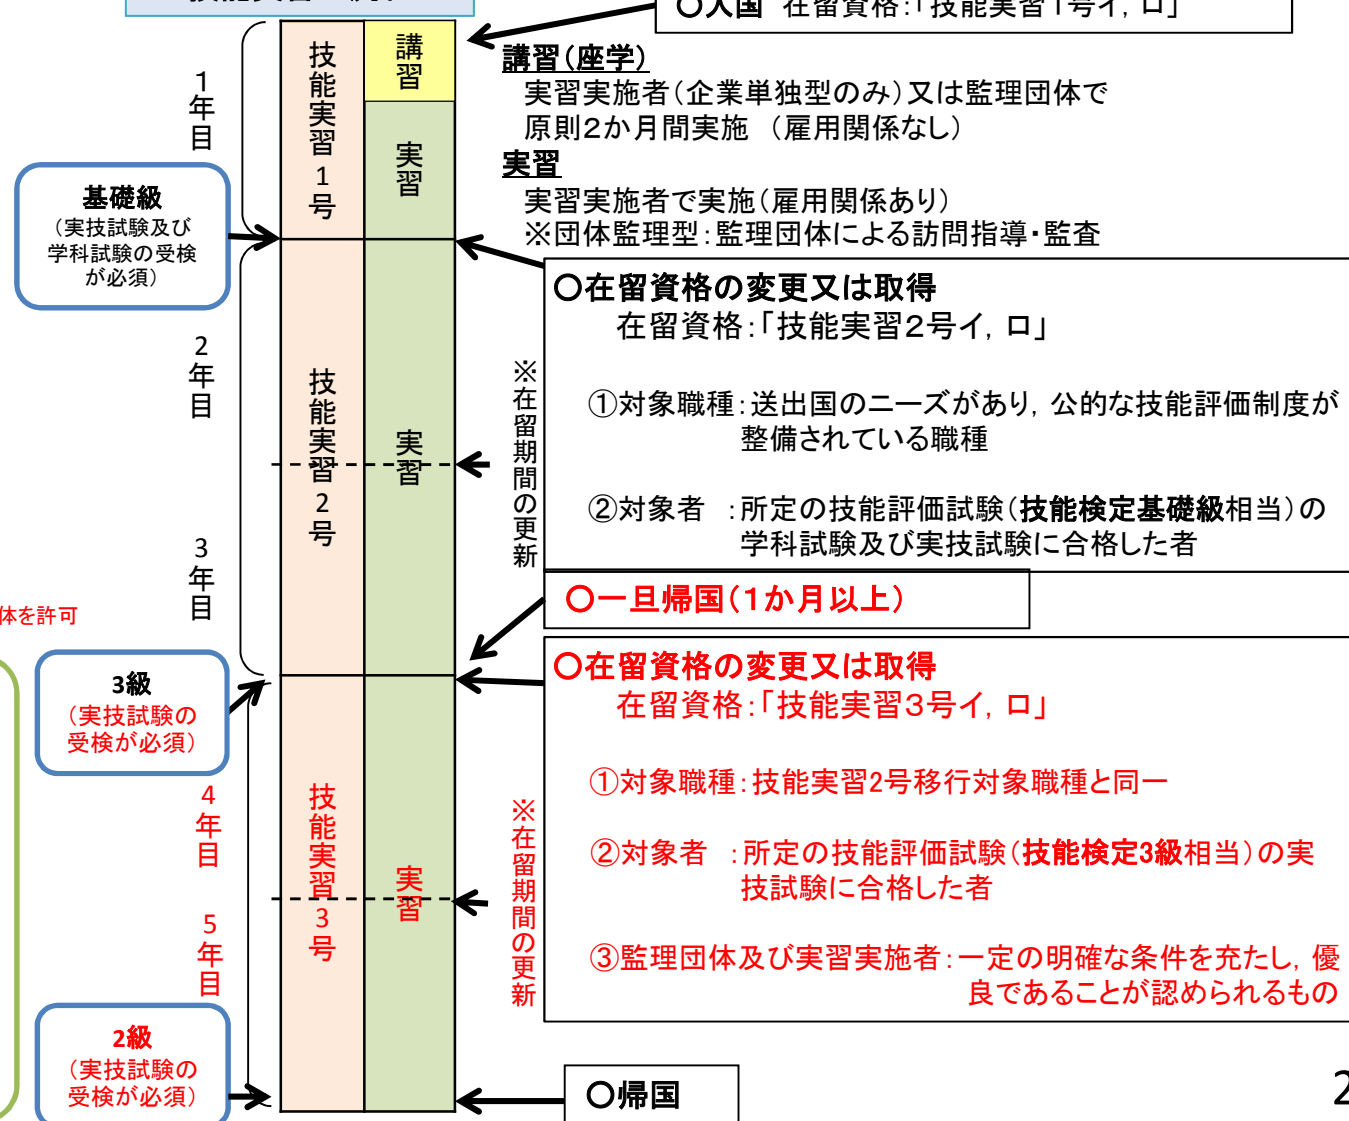 ○入国 在留資格：「技能実習1号イ，ロ」
1年目
技能実習1号
講習
実習
講習（座学）
実習実施者（企業単独型のみ）又は監理団体で
原則2か月間実施 （雇用関係なし）
実習
実習実施者で実施（雇用関係あり）
※団体監理型：監理団体による訪問指導・監査
基礎級
（実技試験及び
学科試験の受検
が必須）
○在留資格の変更又は取得
在留資格：「技能実習2号イ，ロ」
①対象職種：送出国のニーズがあり，公的な技能評価制度が
整備されている職種
②対象者 ：所定の技能評価試験（技能検定基礎級相当）の
学科試験及び実技試験に合格した者
2年目
3年目
技能実習2号
実習
※在留期間の更新
○一旦帰国（1か月以上）
体を許可
3級
（実技試験の
受検が必須）
○在留資格の変更又は取得
在留資格：「技能実習3号イ，ロ」
①対象職種：技能実習2号移行対象職種と同一
②対象者 ：所定の技能評価試験（技能検定3級相当）の実
技試験に合格した者
③監理団体及び実習実施者：一定の明確な条件を充たし，優
良であることが認められるもの
4年目
5年目
技能実習3号
実習
※在留期間の更新
2級
（実技試験の
受検が必須）
○帰国
2